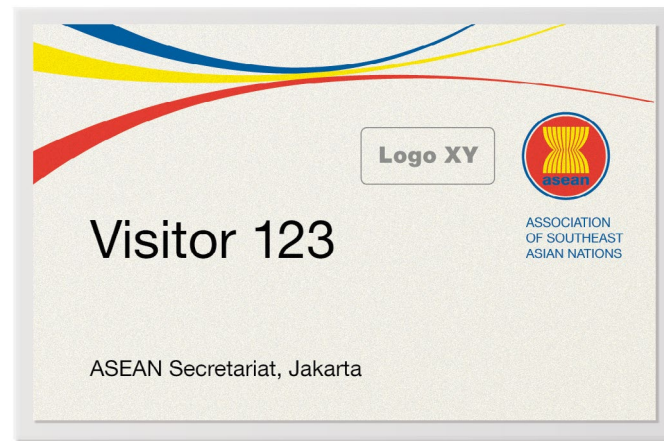 Logo XY
asean
ASSOCIATION
OF SOUTHEAST
ASIAN NATIONS
Visitor 123
ASEAN Secretariat, Jakarta